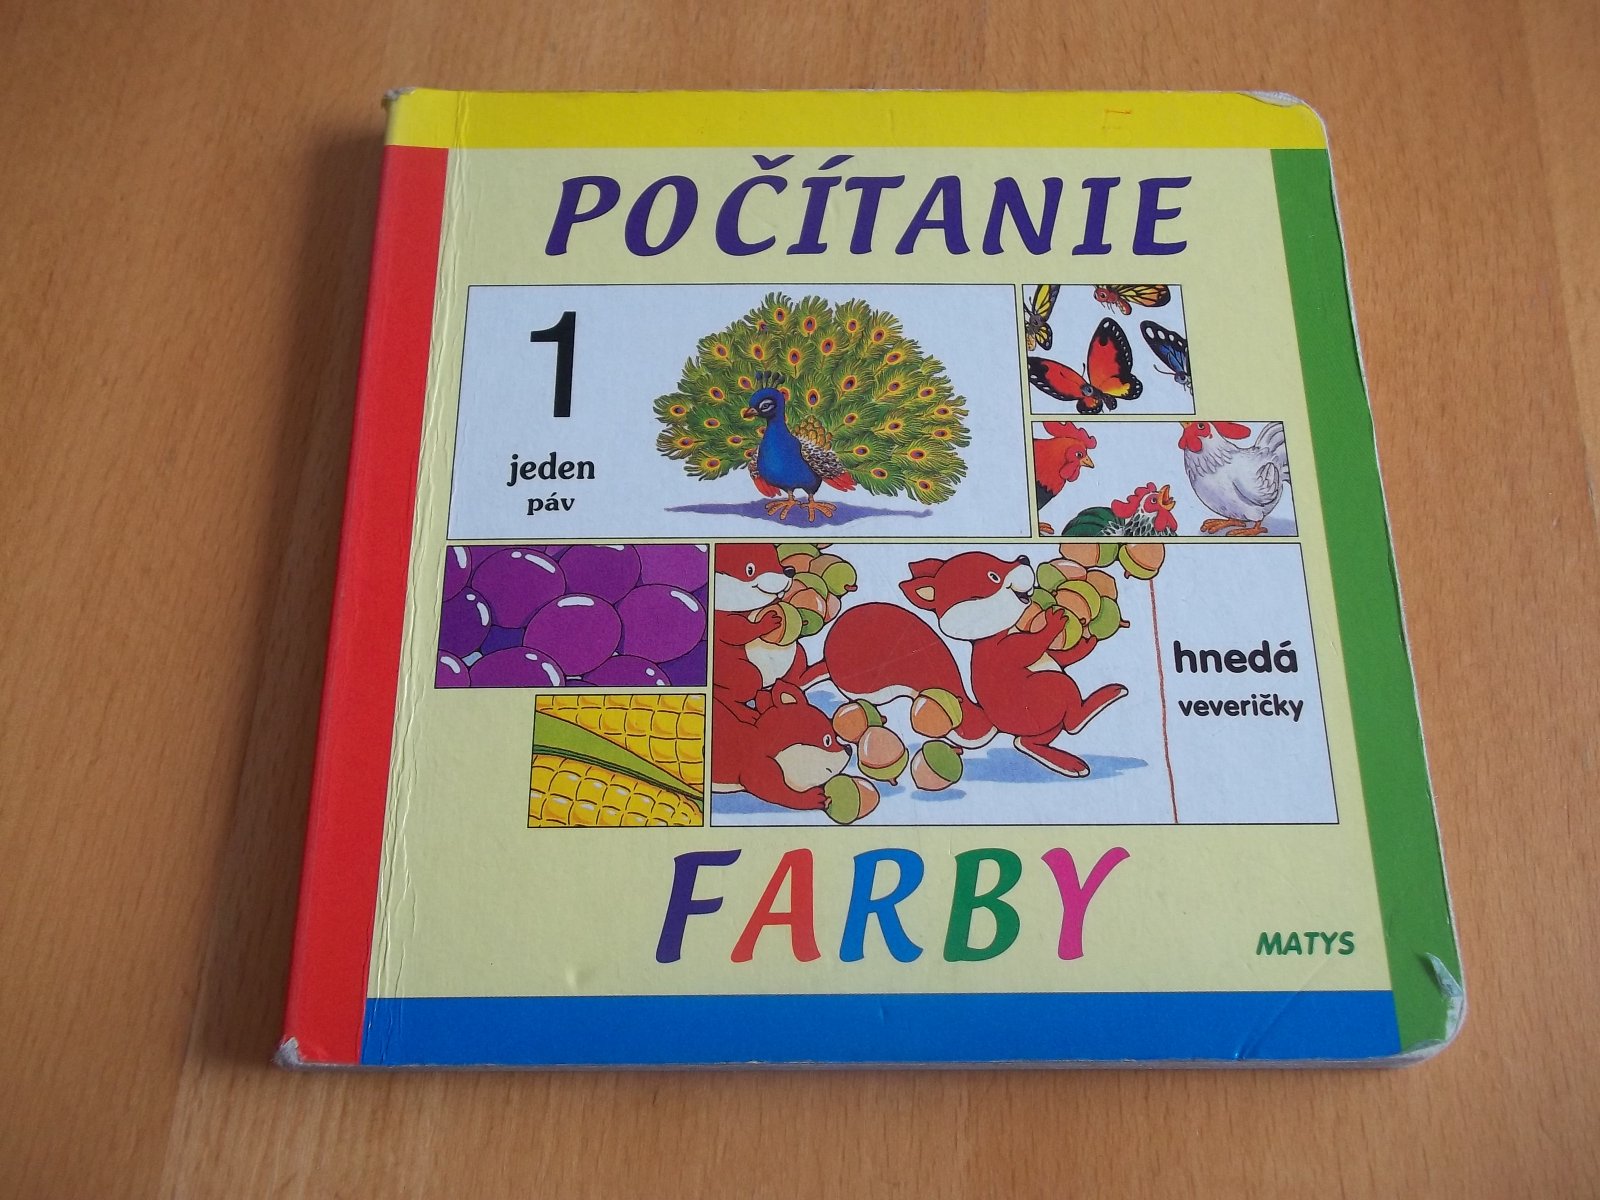 POČÍTANIE
1
jeden
páv
hnedá
veveričky
FARBY
MATYS